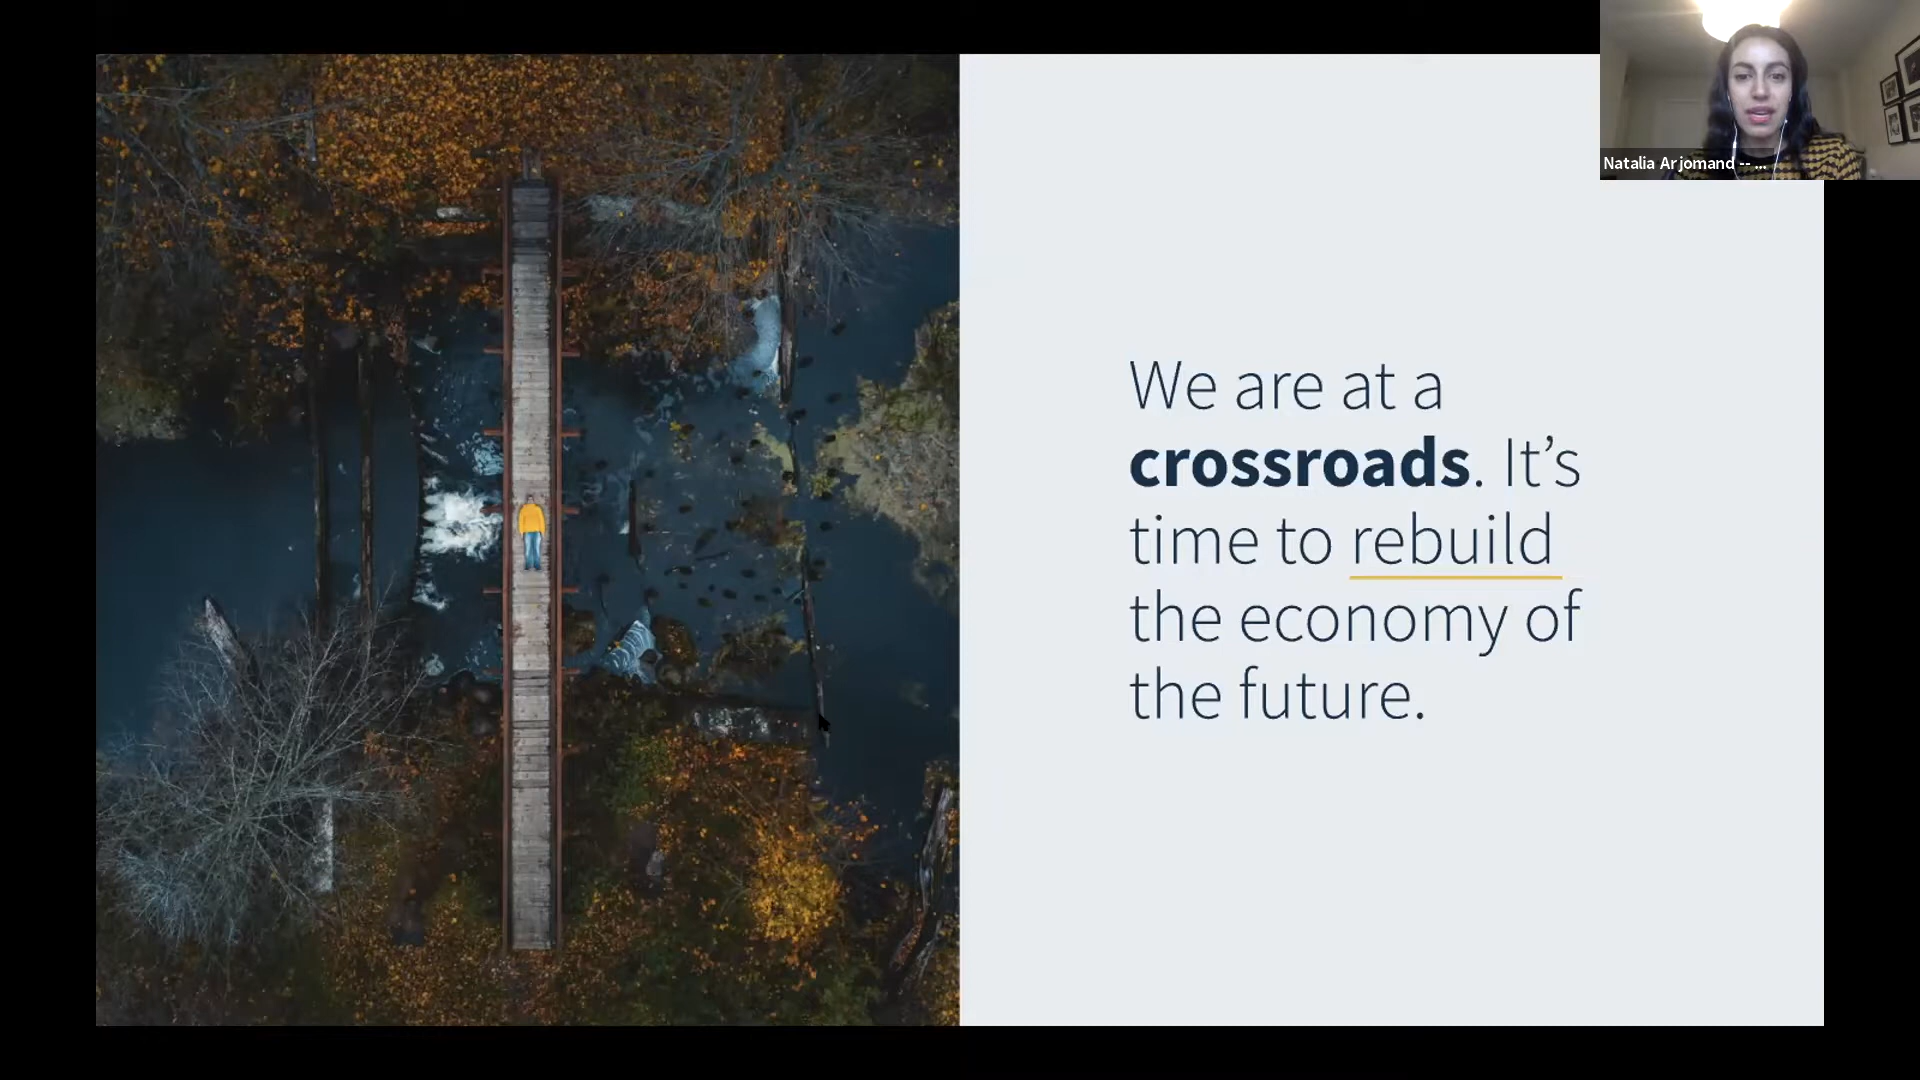 Natalia Arjomand -- ...
We are at a
crossroads. It’s
time to rebuild
the economy of
the future.